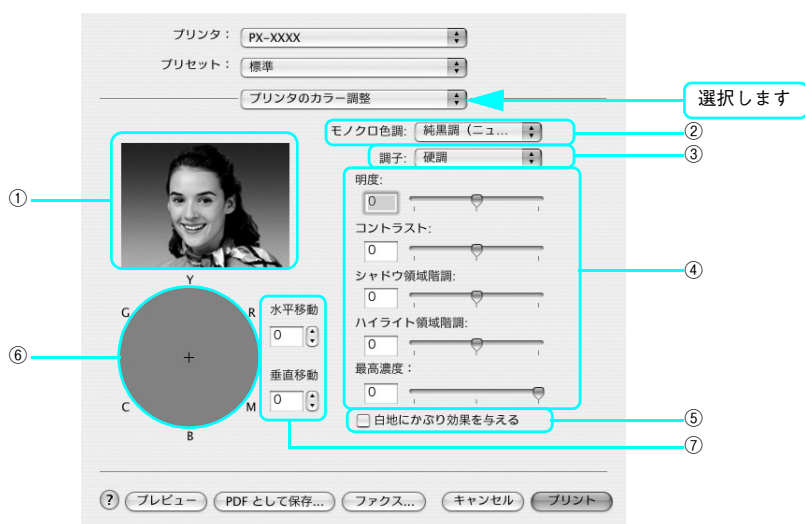 プリンタ： PX-XXXX
プリセット： 標準
プリンタのカラー調整
選択します
モノクロ色調: 純黒調（ニュ...
②
調子: 硬調
③
①
明度:
0
コントラスト:
0
シャドウ領域階調:
0
④
ハイライト領域階調:
0
最高濃度：
0
Y
G
R
C
M
B
⑥
水平移動
0
垂直移動
0
白地にかぶり効果を与える
⑤
⑦
? プレビュー PDF として保存... ファクス... キャンセル プリント